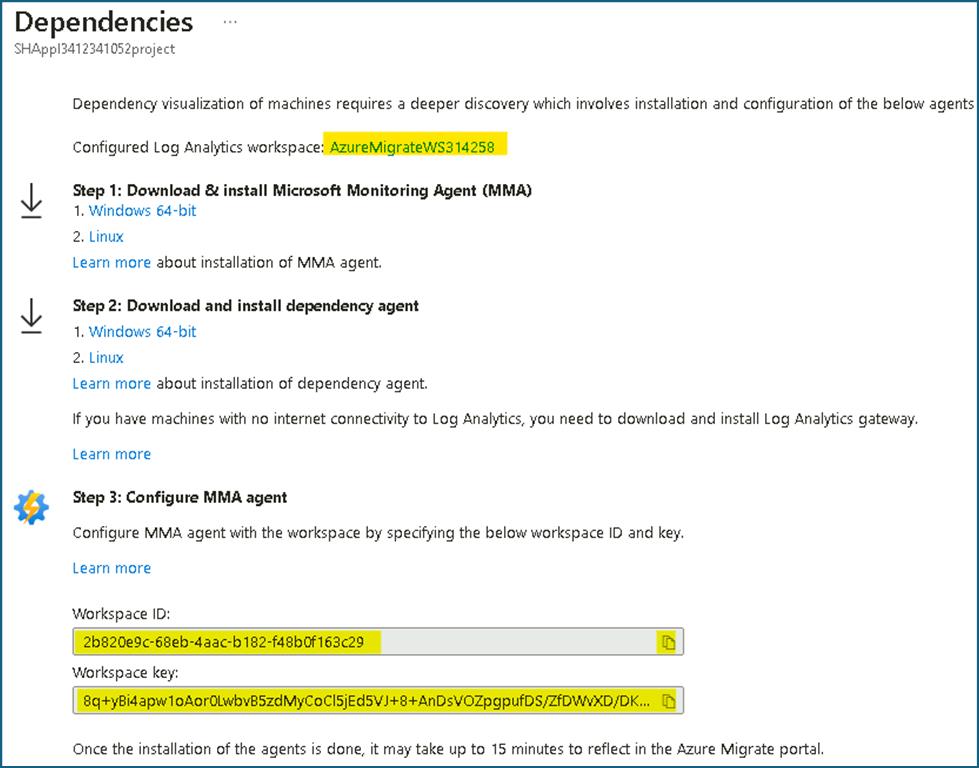 Dependencies ...
SHAppl3412341052project
Dependency visualization of machines requires a deeper discovery which involves installation and configuration of the below agents
Configured Log Analytics workspace: AzureMigrateWS314258
Step 1: Download & install Microsoft Monitoring Agent (MMA)
1. Windows 64-bit
2. Linux
Learn more about installation of MMA agent.
Step 2: Download and install dependency agent
1. Windows 64-bit
2. Linux
Learn more about installation of dependency agent.
If you have machines with no internet connectivity to Log Analytics, you need to download and install Log Analytics gateway.
Learn more
Step 3: Configure MMA agent
Configure MMA agent with the workspace by specifying the below workspace ID and key.
Learn more
Workspace ID:
2b820e9c-68eb-4aac-b182-f48b0f163c29
Workspace key:
8q+yBi4apw1oAor0LwbvB5zdMyCoCl5jEd5VJ+8+AnDsVOZpgpufDS/ZfDWvXD/DK...
Once the installation of the agents is done, it may take up to 15 minutes to reflect in the Azure Migrate portal.